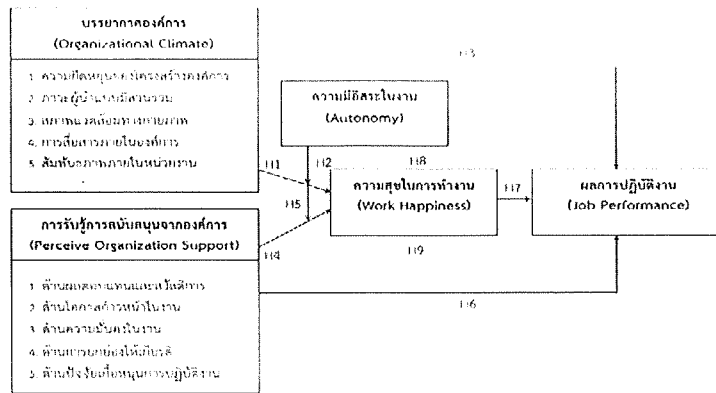 บรรยากาศองค์การ
(Organizational Climate)
1. ความยืดหยุ่นของโครงสร้างองค์การ
2. ภาวะผู้นำแบบมีส่วนร่วม
3. สภาพแวดล้อมทางกายภาพ
4. การสื่อสารภายในองค์การ
5. สัมพันธภาพภายในหน่วยงาน
H3
ความมีอิสระในงาน
(Autonomy)
H1
H2
H8
H5
ความสุขในการทำงาน
(Work Happiness)
H7
ผลการปฏิบัติงาน
(Job Performance)
การรับรู้การสนับสนุนจากองค์การ
(Perceive Organization Support)
H4
H9
1. ด้านผลตอบแทนและสวัสดิการ
2. ด้านโอกาสก้าวหน้าในงาน
3. ด้านความมั่นคงในงาน
4. ด้านการยกย่องให้เกียรติ
5. ด้านปัจจัยเกื้อหนุนการปฏิบัติงาน
H6